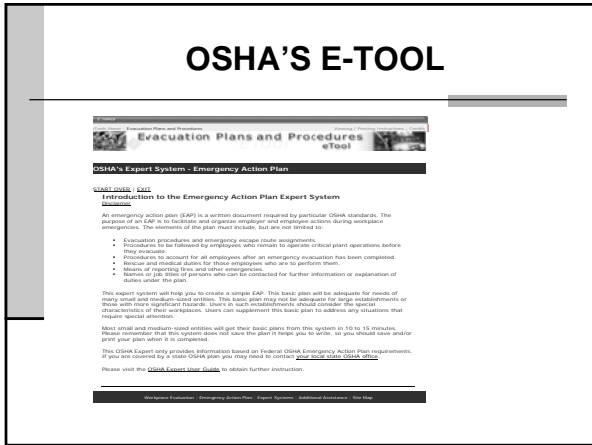 OSHA'S E-TOOL
Evacuation Plans and Procedures
Evacuation Plans and Procedures
eTool
OSHA's Expert System - Emergency Action Plan
START OVER | EXIT
Introduction to the Emergency Action Plan Expert System
Disclaimer
An emergency action plan (EAP) is a written document required by particular OSHA standards. The
purpose of an EAP is to facilitate and organize employer and employee actions during workplace
emergencies. The elements of the plan must include, but are not limited to:
• Evacuation procedures and emergency escape route assignments.
• Procedures to be followed by employees who remain to operate critical plant operations before
they evacuate.
• Procedures to account for all employees after an emergency evacuation has been completed.
• Rescue and medical duties for those employees who are to perform them.
• Means of reporting fires and other emergencies.
• Names or job titles of persons who can be contacted for further information or explanation of
duties under the plan.
This expert system will help you to create a simple EAP. This basic plan will be adequate for needs of
many small and medium-sized entities. This basic plan may not be adequate for large establishments or
those with more significant hazards. Users in such establishments should consider the special
characteristics of their workplaces. Users can supplement this basic plan to address any situations that
require special attention.
Most small and medium-sized entities will get their basic plans from this system in 10 to 15 minutes.
Please remember that this system does not save the plan it helps you to write, so you should save and/or
print your plan when it is completed.
This OSHA Expert only provides information based on Federal OSHA Emergency Action Plan requirements.
If you are covered by a state OSHA plan you may need to contact your local state OSHA office.
Please visit the OSHA Expert User Guide to obtain further instruction.
Workplace Evaluation | Emergency Action Plan | Expert Systems | Additional Assistance | Site Map